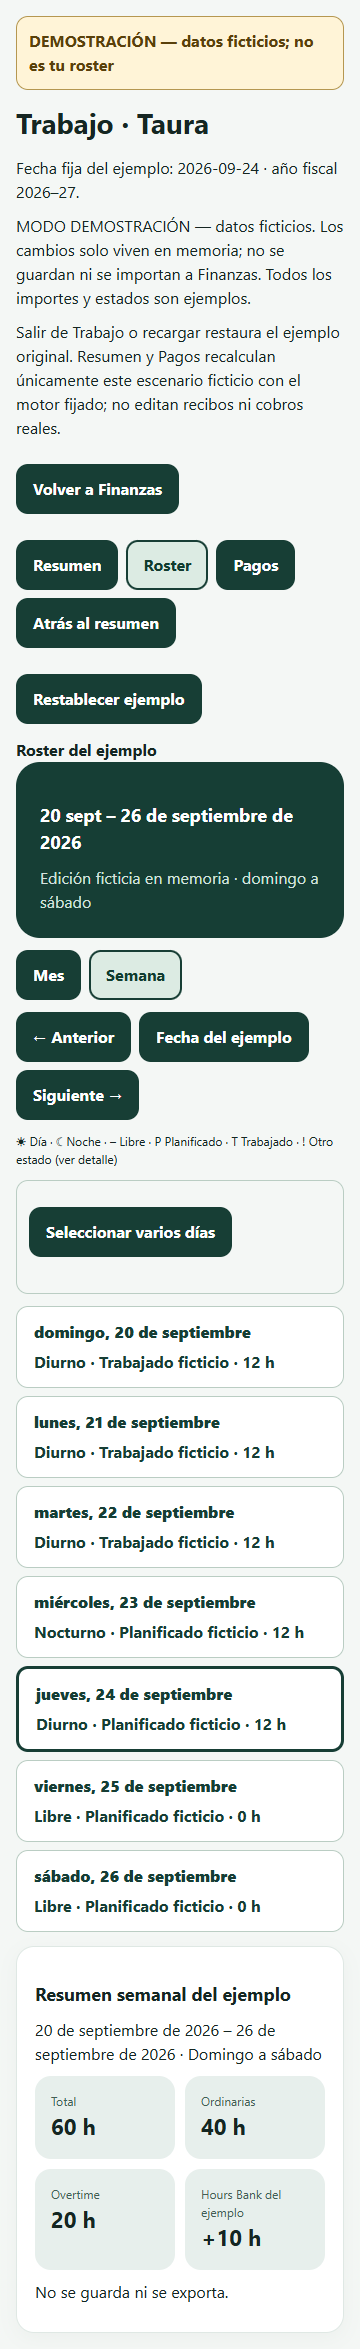 DEMOSTRACIÓN — datos ficticios; no
es tu roster
Trabajo · Taura
Fecha fija del ejemplo: 2026-09-24 · año fiscal
2026–27.
MODO DEMOSTRACIÓN — datos ficticios. Los
cambios solo viven en memoria; no se
guardan ni se importan a Finanzas. Todos los
importes y estados son ejemplos.
Salir de Trabajo o recargar restaura el ejemplo
original. Resumen y Pagos recalculan
únicamente este escenario ficticio con el
motor fijado; no editan recibos ni cobros
reales.
Volver a Finanzas
Resumen Roster Pagos
Atrás al resumen
Restablecer ejemplo
Roster del ejemplo
20 sept – 26 de septiembre de
2026
Edición ficticia en memoria · domingo a
sábado
Mes Semana
← Anterior Fecha del ejemplo
Siguiente →
☀ Día · ☾ Noche · – Libre · P Planificado · T Trabajado · ! Otro
estado (ver detalle)
Seleccionar varios días
domingo, 20 de septiembre
Diurno · Trabajado ficticio · 12 h
lunes, 21 de septiembre
Diurno · Trabajado ficticio · 12 h
martes, 22 de septiembre
Diurno · Trabajado ficticio · 12 h
miércoles, 23 de septiembre
Nocturno · Planificado ficticio · 12 h
jueves, 24 de septiembre
Diurno · Planificado ficticio · 12 h
viernes, 25 de septiembre
Libre · Planificado ficticio · 0 h
sábado, 26 de septiembre
Libre · Planificado ficticio · 0 h
Resumen semanal del ejemplo
20 de septiembre de 2026 – 26 de
septiembre de 2026 · Domingo a sábado
Total
60 h
Ordinarias
40 h
Overtime
20 h
Hours Bank del
ejemplo
+10 h
No se guarda ni se exporta.